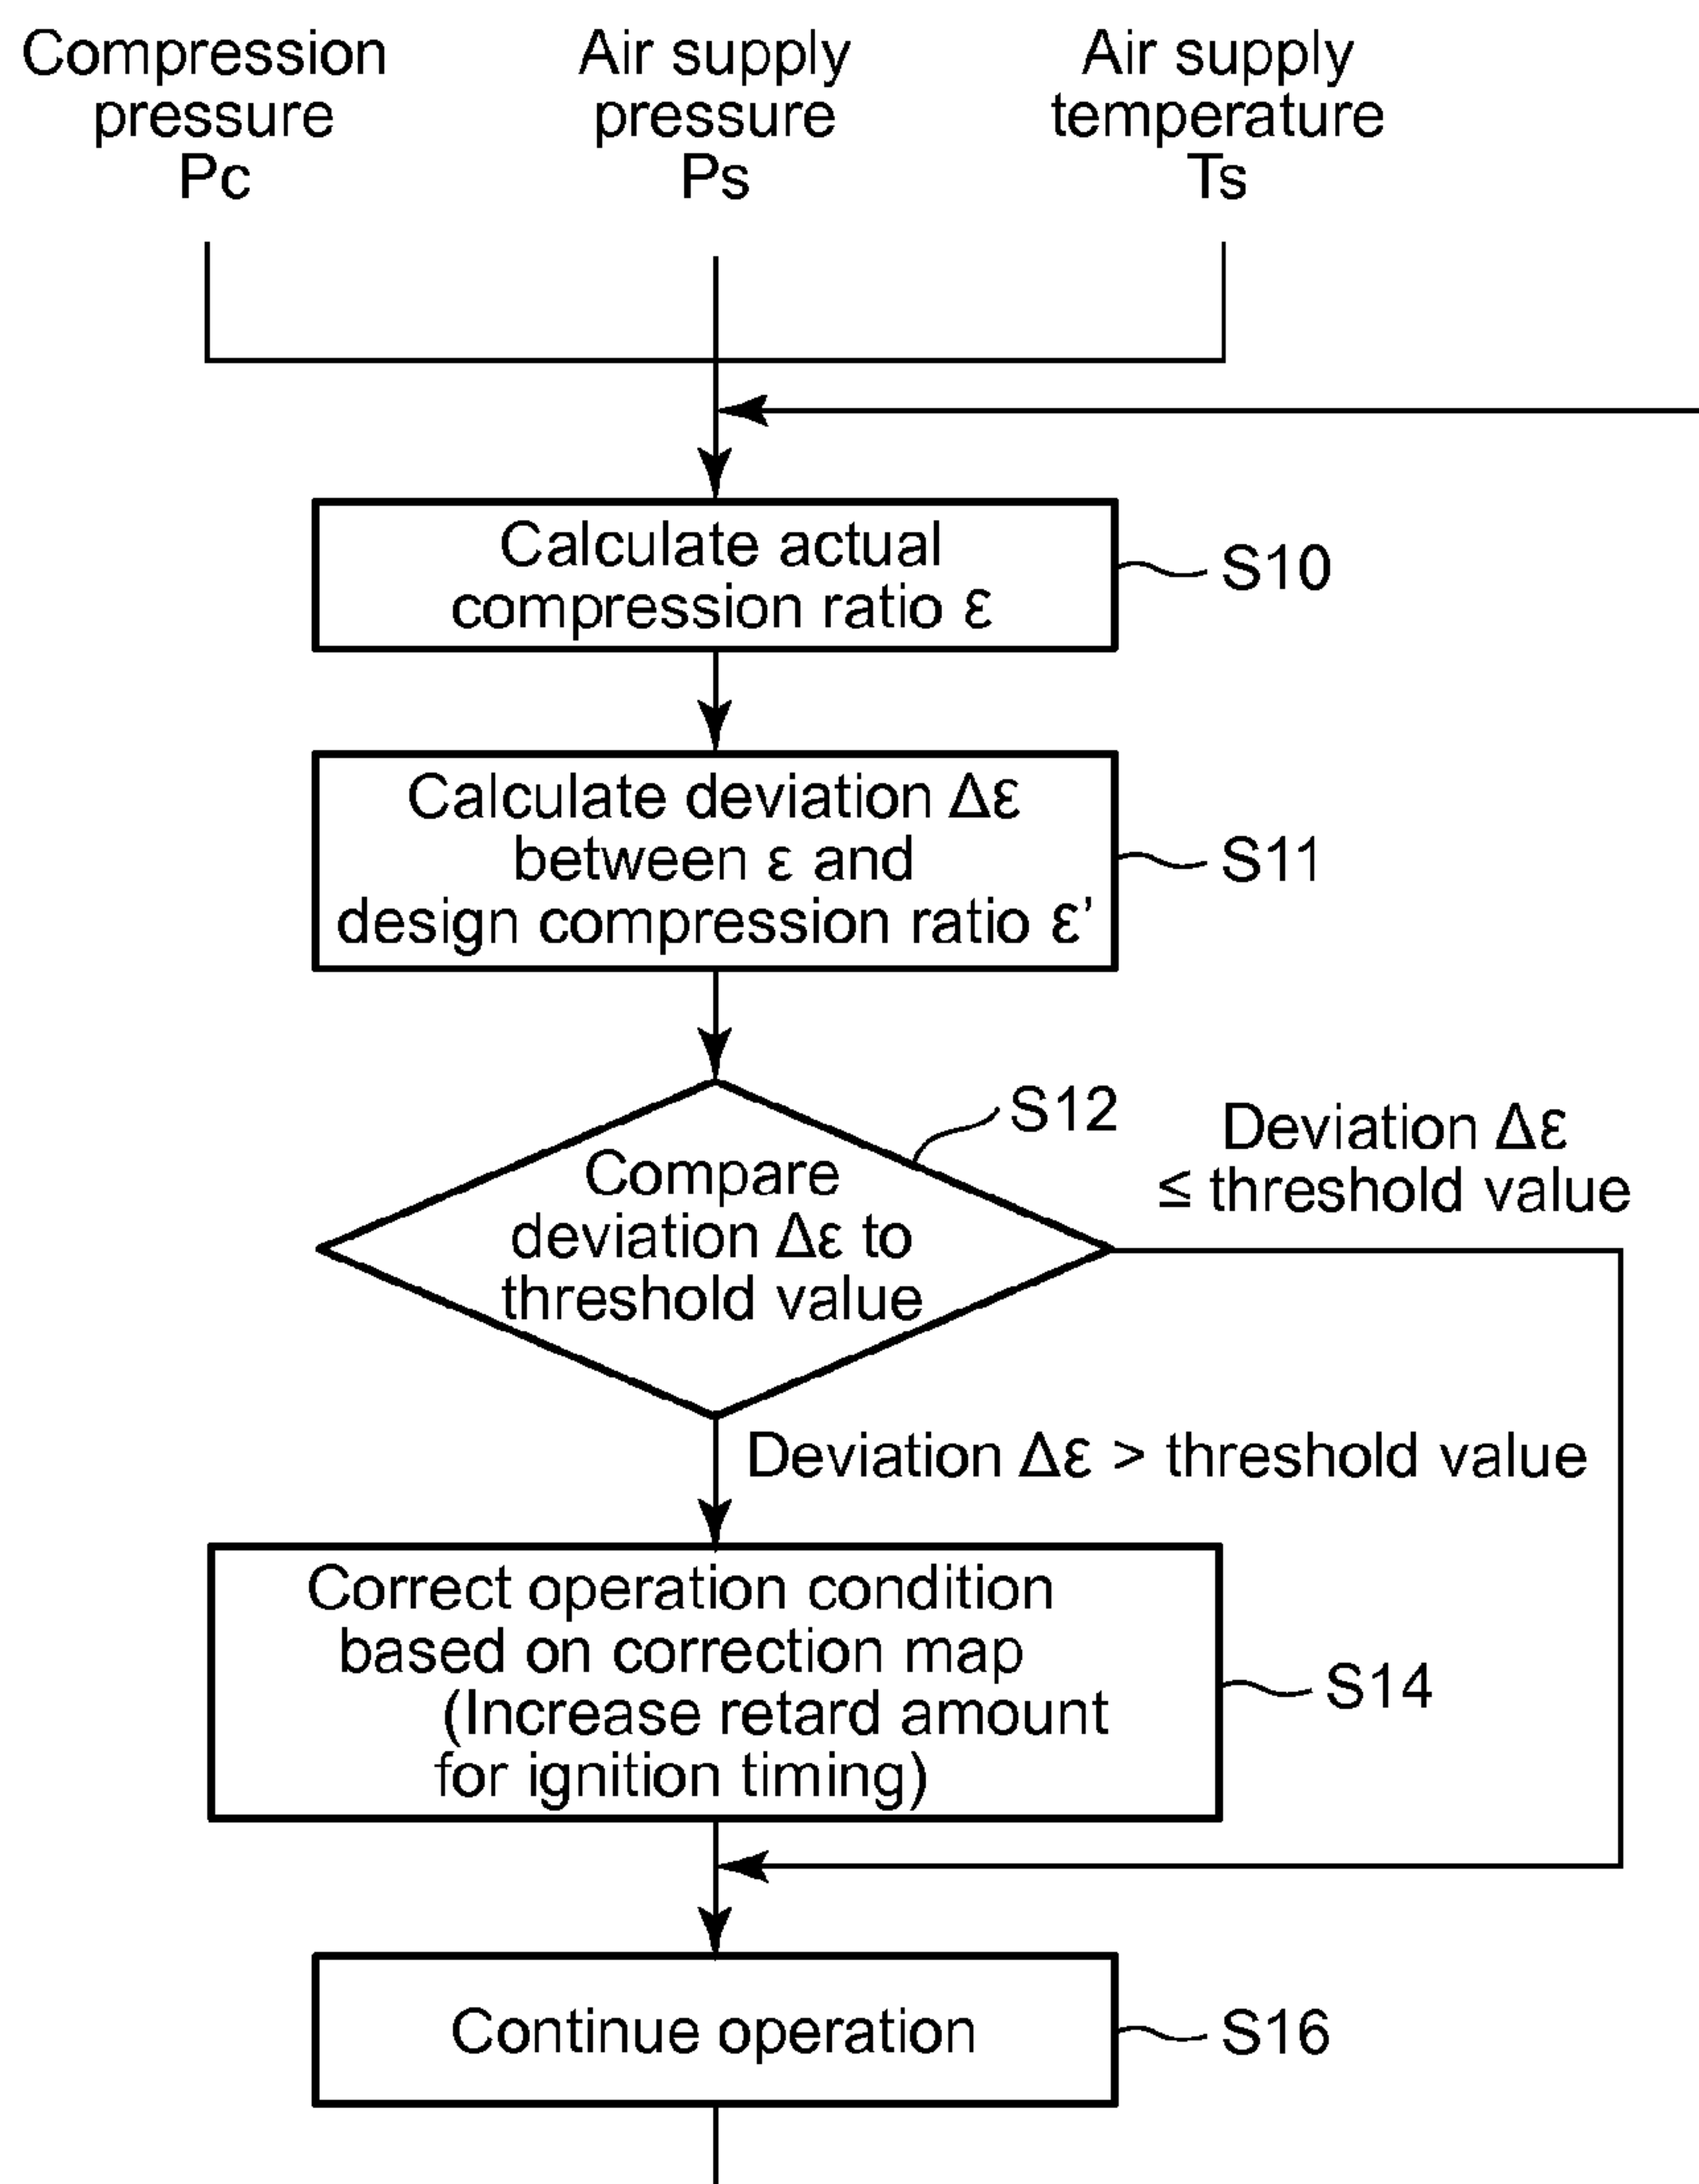 Compression
pressure
Pc
Air supply
pressure
Ps
Air supply
temperature
Ts
Calculate actual
compression ratio ε
S10
Calculate deviation Δε
between ε and
design compression ratio ε'
S11
S12
Compare
deviation Δε to
threshold value
Deviation Δε
≤ threshold value
Deviation Δε > threshold value
Correct operation condition
based on correction map
(Increase retard amount
for ignition timing)
S14
Continue operation
S16